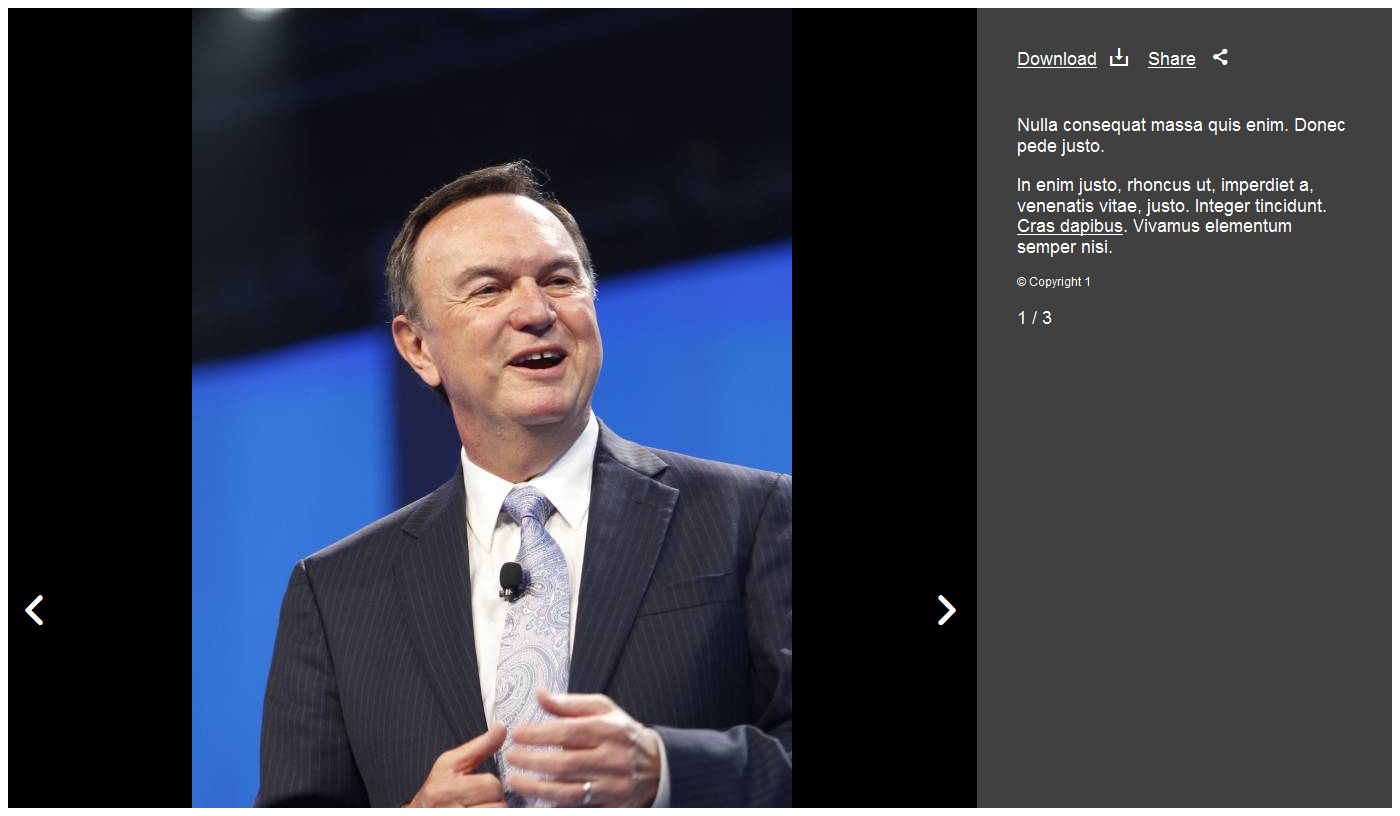 Download Share
Nulla consequat massa quis enim. Donec
pede justo.
In enim justo, rhoncus ut, imperdiet a,
venenatis vitae, justo. Integer tincidunt.
Cras dapibus. Vivamus elementum
semper nisi.
© Copyright 1
1 / 3